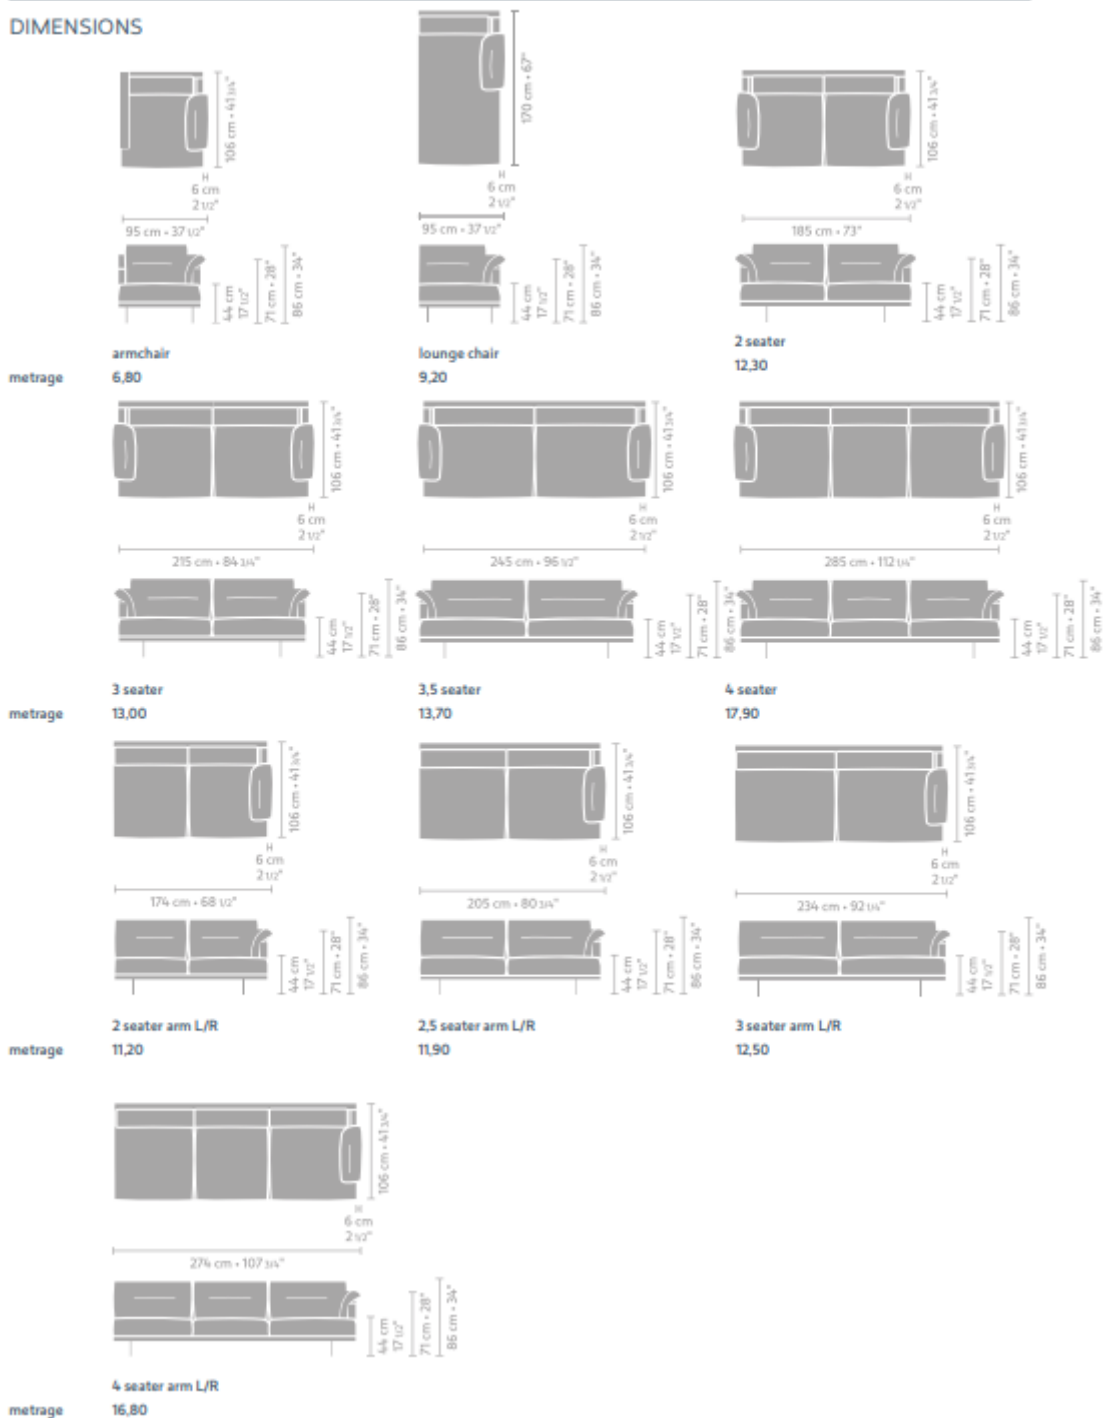 DIMENSIONS
106 cm • 41 3/4"
H
6 cm
2 1/2"
95 cm • 37 1/2"
44 cm
17 1/2"
71 cm • 28"
86 cm • 34"
170 cm • 67"
H
6 cm
2 1/2"
95 cm • 37 1/2"
44 cm
17 1/2"
71 cm • 28"
86 cm • 34"
106 cm • 41 3/4"
H
6 cm
2 1/2"
185 cm • 73"
44 cm
17 1/2"
71 cm • 28"
86 cm • 34"
armchair
lounge chair
2 seater
metrage 6,80 9,20 12,30
106 cm • 41 3/4"
H
6 cm
2 1/2"
215 cm • 84 3/4"
44 cm
17 1/2"
71 cm • 28"
86 cm • 34"
106 cm • 41 3/4"
H
6 cm
2 1/2"
245 cm • 96 1/2"
44 cm
17 1/2"
71 cm • 28"
86 cm • 34"
106 cm • 41 3/4"
H
6 cm
2 1/2"
285 cm • 112 1/4"
44 cm
17 1/2"
71 cm • 28"
86 cm • 34"
3 seater
3,5 seater
4 seater
metrage 13,00 13,70 17,90
106 cm • 41 3/4"
H
6 cm
2 1/2"
174 cm • 68 1/2"
44 cm
17 1/2"
71 cm • 28"
86 cm • 34"
106 cm • 41 3/4"
H
6 cm
2 1/2"
205 cm • 80 3/4"
44 cm
17 1/2"
71 cm • 28"
86 cm • 34"
106 cm • 41 3/4"
H
6 cm
2 1/2"
234 cm • 92 1/4"
44 cm
17 1/2"
71 cm • 28"
86 cm • 34"
2 seater arm L/R
2,5 seater arm L/R
3 seater arm L/R
metrage 11,20 11,90 12,50
106 cm • 41 3/4"
H
6 cm
2 1/2"
274 cm • 107 3/4"
44 cm
17 1/2"
71 cm • 28"
86 cm • 34"
4 seater arm L/R
metrage 16,80